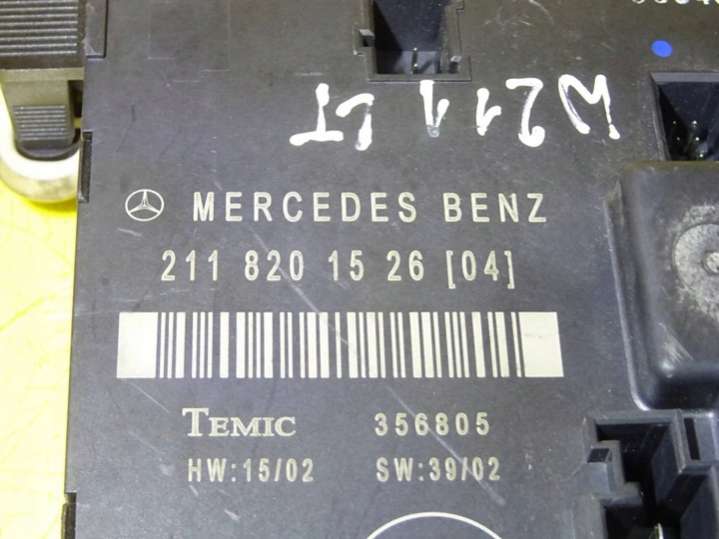 W211 LT
MERCEDES BENZ
211 820 15 26 [04]
TEMIC 356805
HW:15/02 SW:39/02